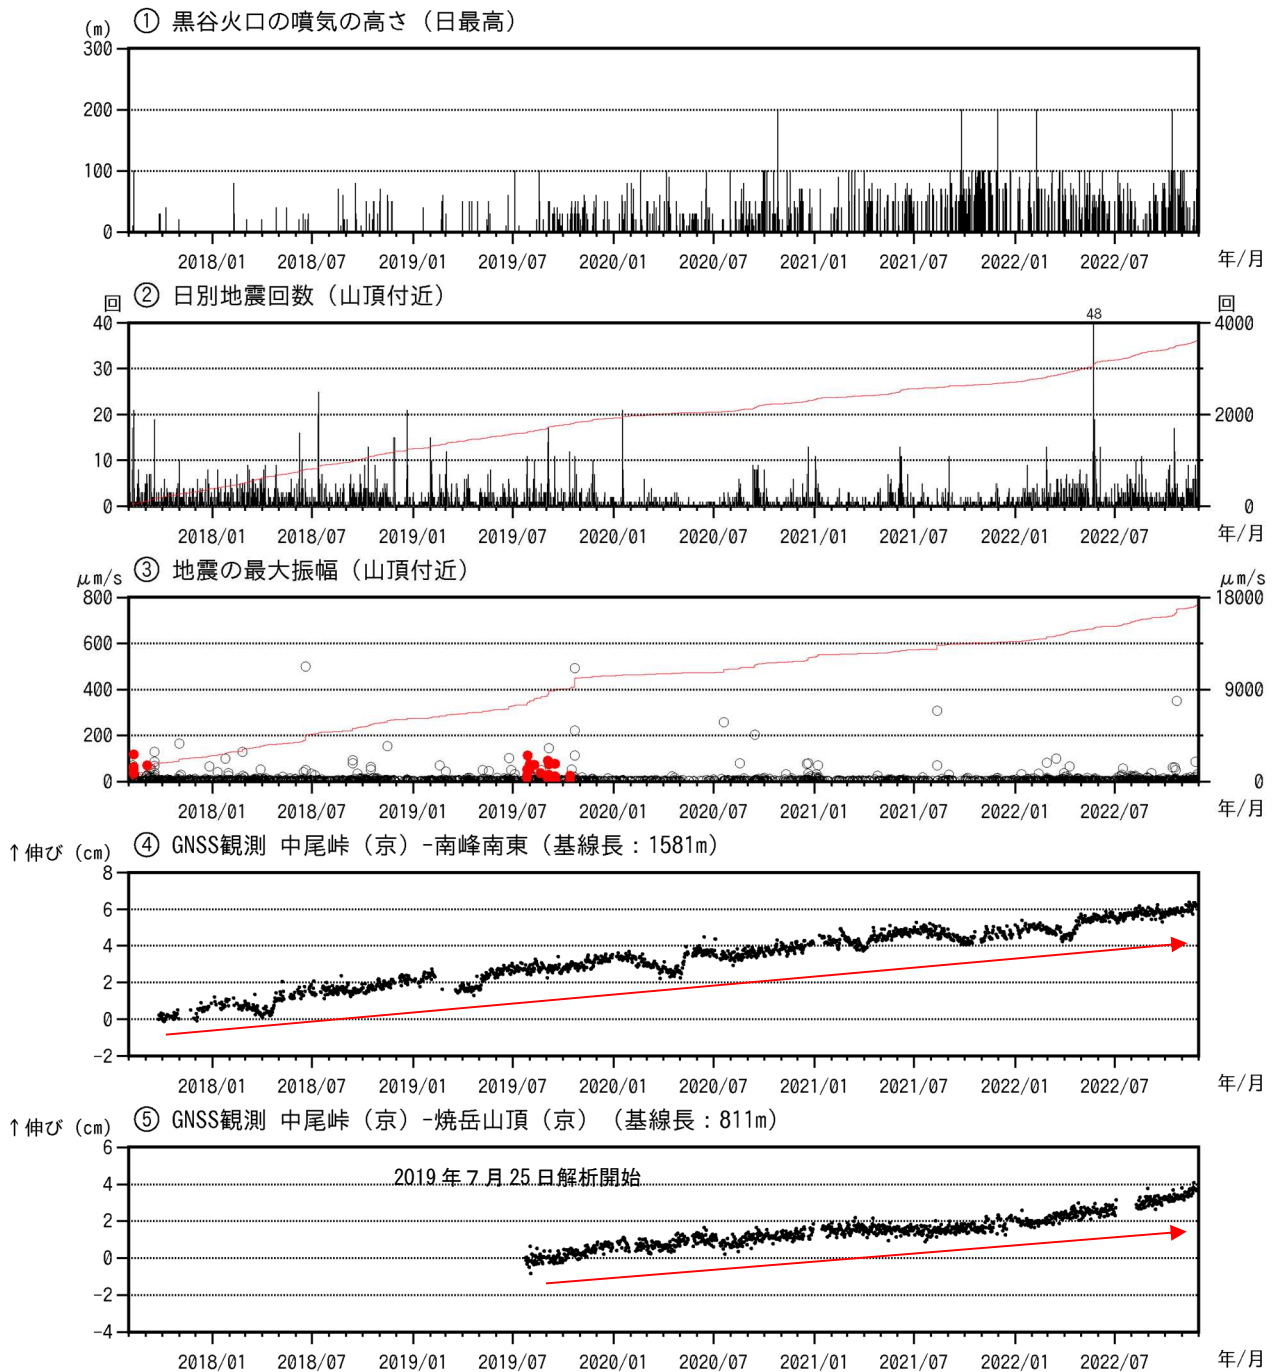 ① 黒谷火口の噴気の高さ（日最高）
(m)
300
200
100
0
2018/01 2018/07 2019/01 2019/07 2020/01 2020/07 2021/01 2021/07 2022/01 2022/07 年/月
② 日別地震回数（山頂付近）
回 回
48
40 4000
30
20 2000
10
0 0
2018/01 2018/07 2019/01 2019/07 2020/01 2020/07 2021/01 2021/07 2022/01 2022/07 年/月
③ 地震の最大振幅（山頂付近）
μm/s μm/s
800 18000
600
400 9000
200
0 0
2018/01 2018/07 2019/01 2019/07 2020/01 2020/07 2021/01 2021/07 2022/01 2022/07 年/月
④ GNSS観測 中尾峠（京）-南峰南東（基線長：1581m）
↑伸び (cm)
8
6
4
2
0
-2
2018/01 2018/07 2019/01 2019/07 2020/01 2020/07 2021/01 2021/07 2022/01 2022/07 年/月
⑤ GNSS観測 中尾峠（京）-焼岳山頂（京）（基線長：811m）
↑伸び (cm)
6
2019年７月25日解析開始
4
2
0
-2
-4
2018/01 2018/07 2019/01 2019/07 2020/01 2020/07 2021/01 2021/07 2022/01 2022/07 年/月